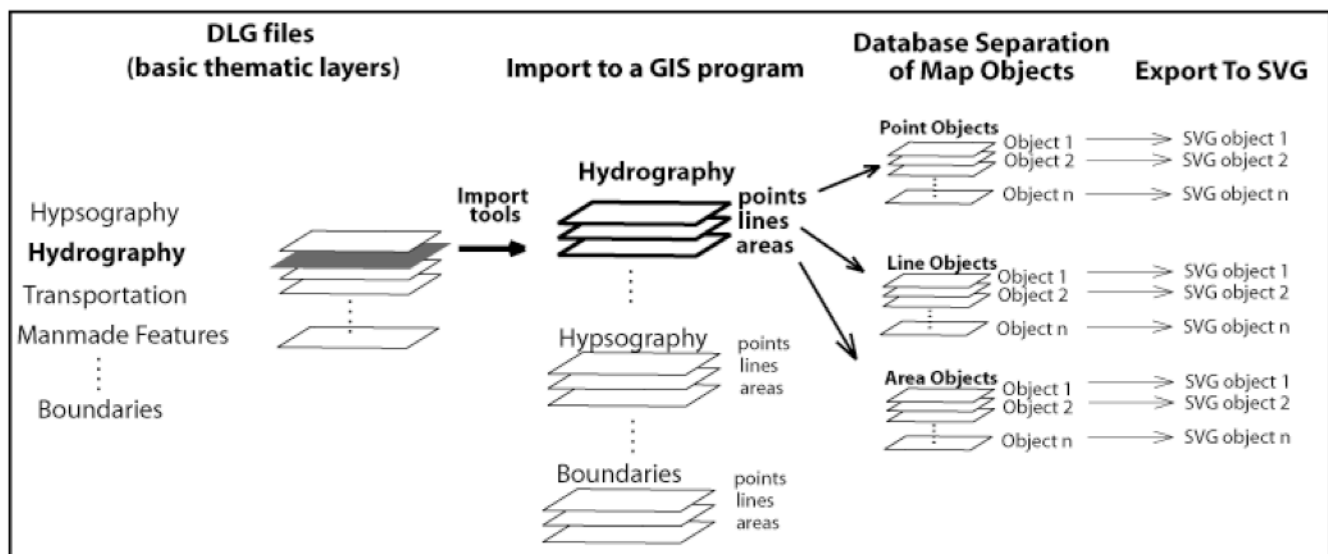 DLG files
(basic thematic layers)
Import to a GIS program
Database Separation
of Map Objects
Export To SVG
Hypsography
Hydrography
Transportation
Manmade Features
Boundaries
Import
tools
Hydrography
points
lines
areas
Hypsography
points
lines
areas
Boundaries
points
lines
areas
Point Objects
Object 1
SVG object 1
Object 2
SVG object 2
Object n
SVG object n
Line Objects
Object 1
SVG object 1
Object 2
SVG object 2
Object n
SVG object n
Area Objects
Object 1
SVG object 1
Object 2
SVG object 2
Object n
SVG object n